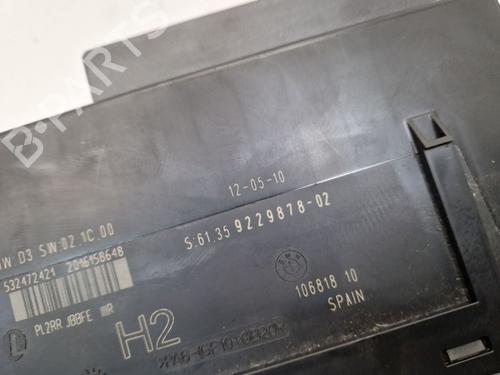 B-PARTS
12-05-10
HW:03 SW:02.1C.00
S:61.35 9229878-02
532472421 2016158648
PL2RR JBBFE
106818 10
SPAIN
H2